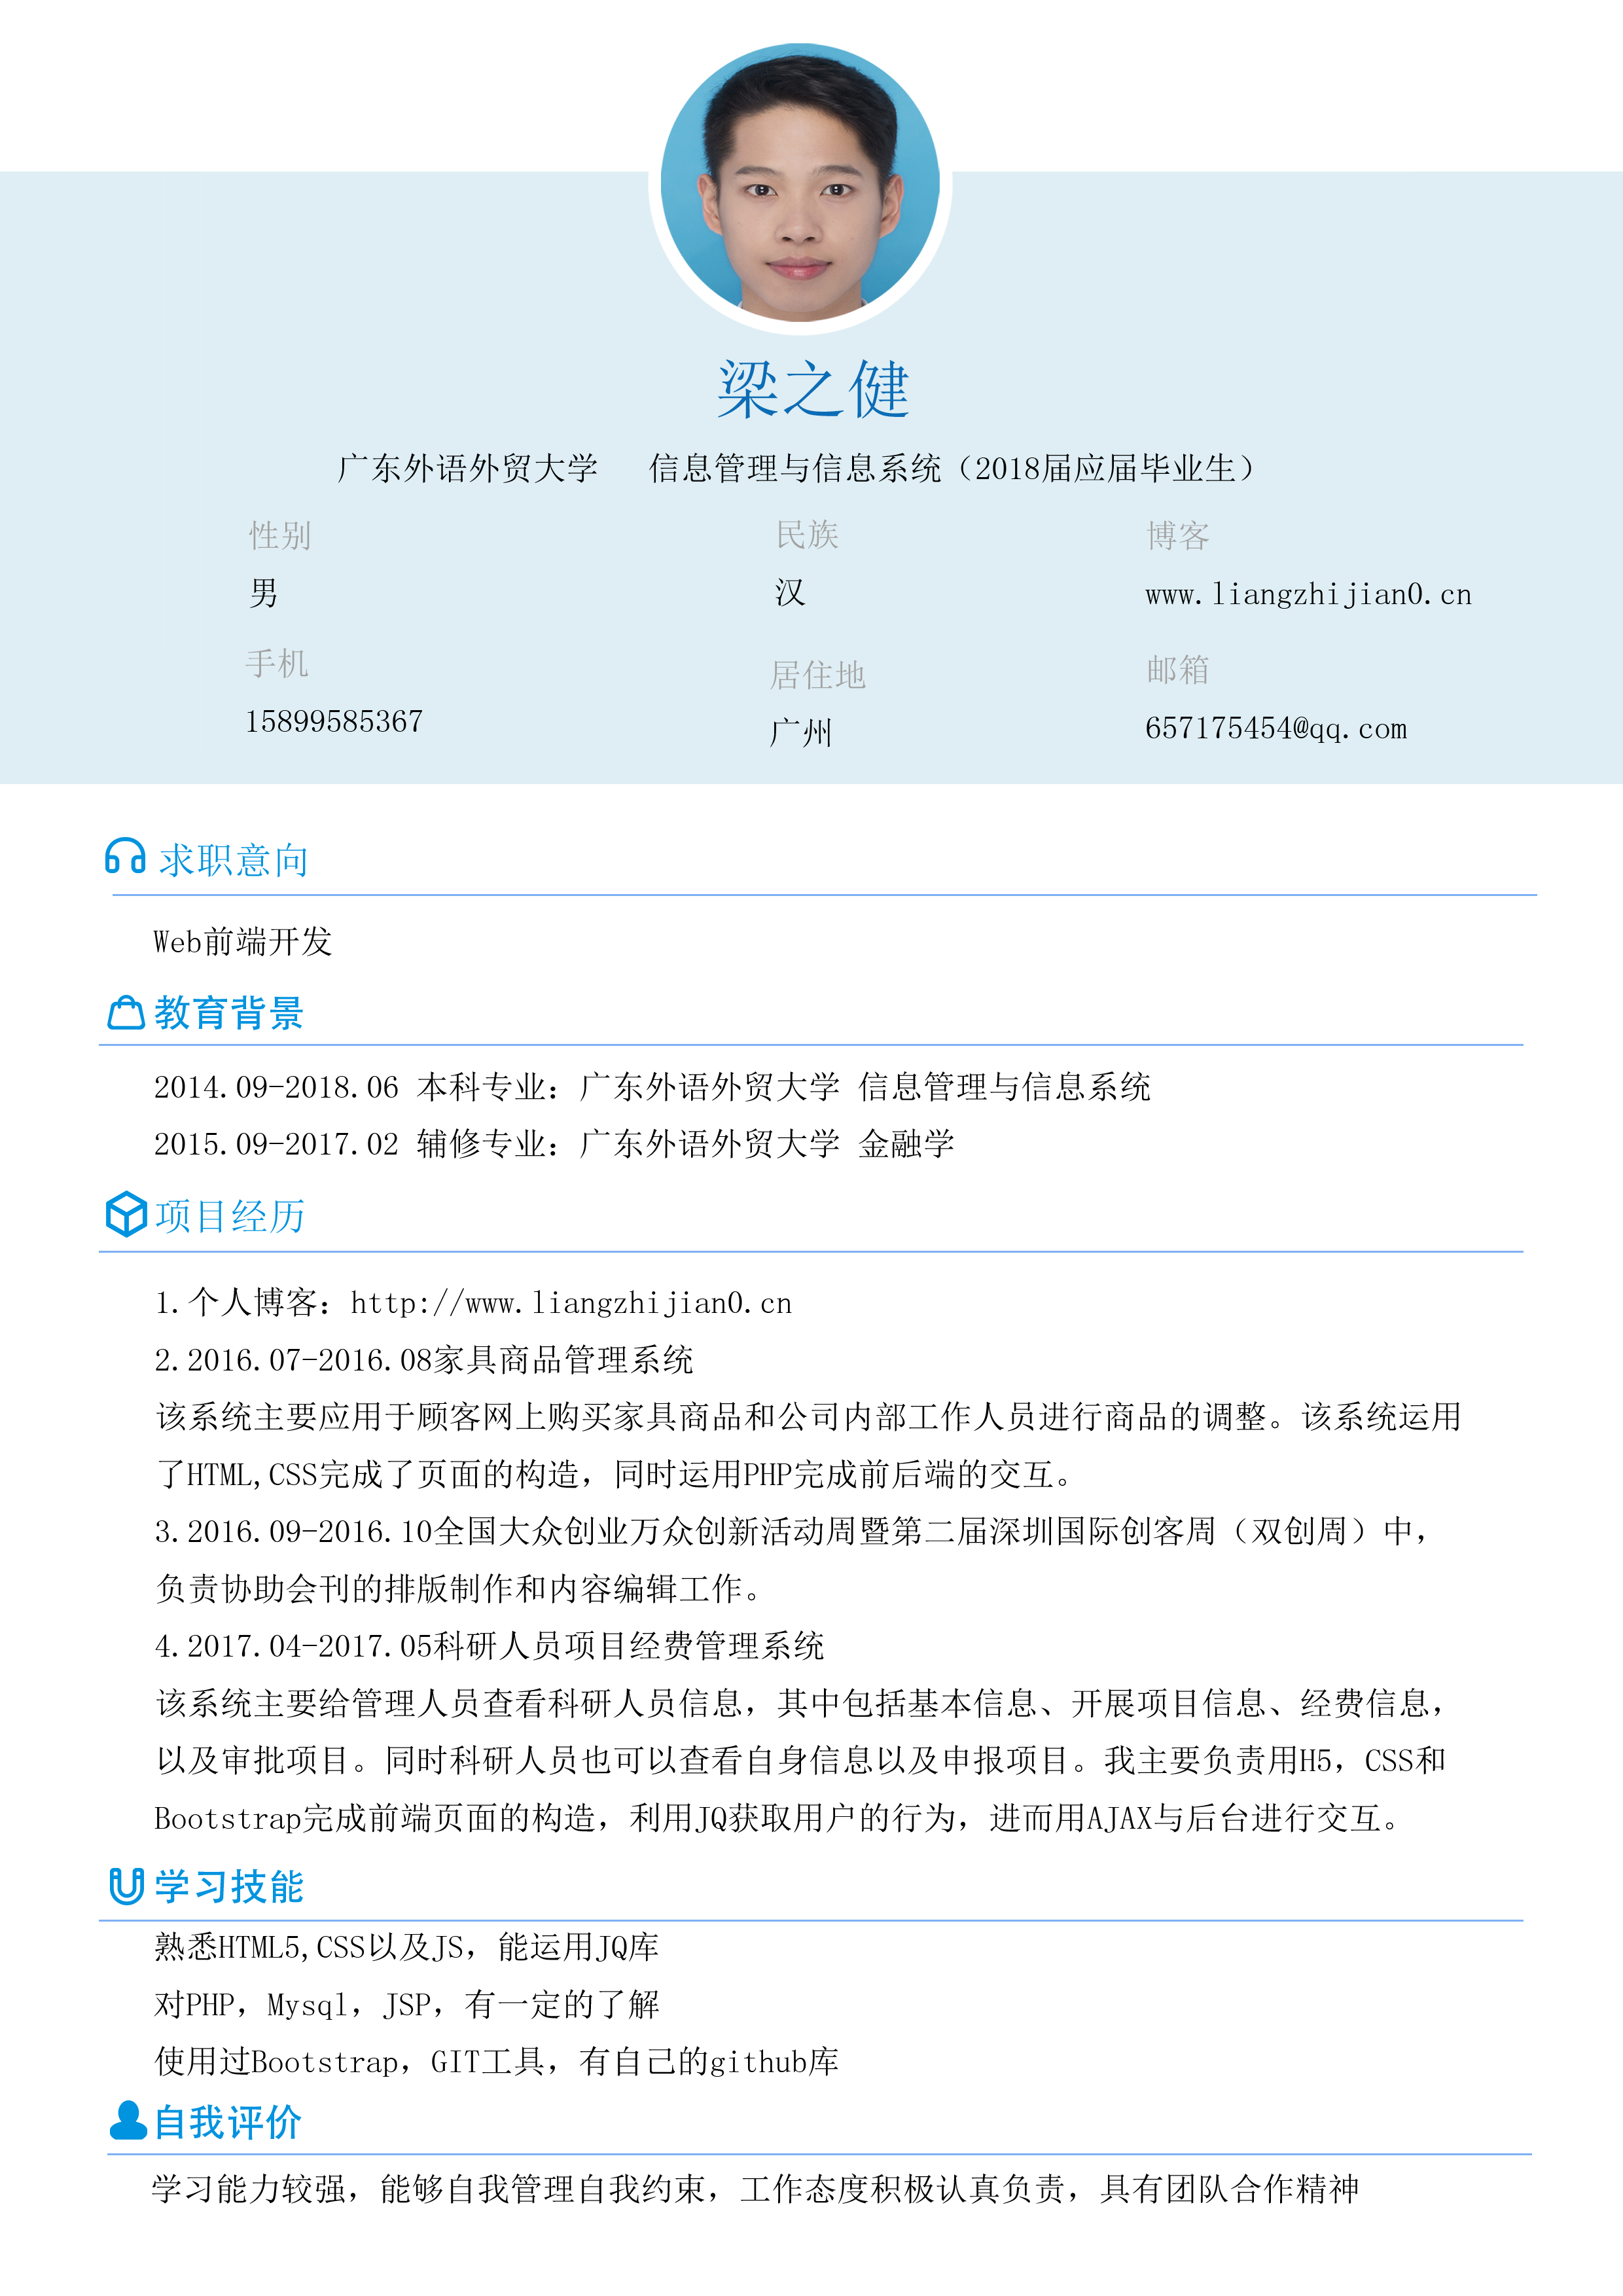 梁之健
广东外语外贸大学 信息管理与信息系统（2018届应届毕业生）
性别 民族 博客
男 汉 www.liangzhijian0.cn
手机 居住地 邮箱
15899585367 广州 657175454@qq.com
求职意向
Web前端开发
教育背景
2014.09-2018.06 本科专业：广东外语外贸大学 信息管理与信息系统
2015.09-2017.02 辅修专业：广东外语外贸大学 金融学
项目经历
1.个人博客：http://www.liangzhijian0.cn
2.2016.07-2016.08家具商品管理系统
该系统主要应用于顾客网上购买家具商品和公司内部工作人员进行商品的调整。该系统运用
了HTML,CSS完成了页面的构造，同时运用PHP完成前后端的交互。
3.2016.09-2016.10全国大众创业万众创新活动周暨第二届深圳国际创客周（双创周）中，
负责协助会刊的排版制作和内容编辑工作。
4.2017.04-2017.05科研人员项目经费管理系统
该系统主要给管理人员查看科研人员信息，其中包括基本信息、开展项目信息、经费信息，
以及审批项目。同时科研人员也可以查看自身信息以及申报项目。我主要负责用H5，CSS和
Bootstrap完成前端页面的构造，利用JQ获取用户的行为，进而用AJAX与后台进行交互。
学习技能
熟悉HTML5,CSS以及JS，能运用JQ库
对PHP，Mysql，JSP，有一定的了解
使用过Bootstrap，GIT工具，有自己的github库
自我评价
学习能力较强，能够自我管理自我约束，工作态度积极认真负责，具有团队合作精神